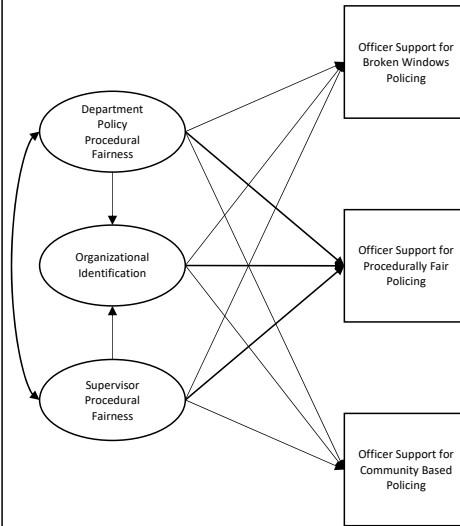 Officer Support for
Broken Windows
Policing
Department
Policy
Procedural
Fairness
Organizational
Identification
Officer Support for
Procedurally Fair
Policing
Supervisor
Procedural
Fairness
Officer Support for
Community Based
Policing